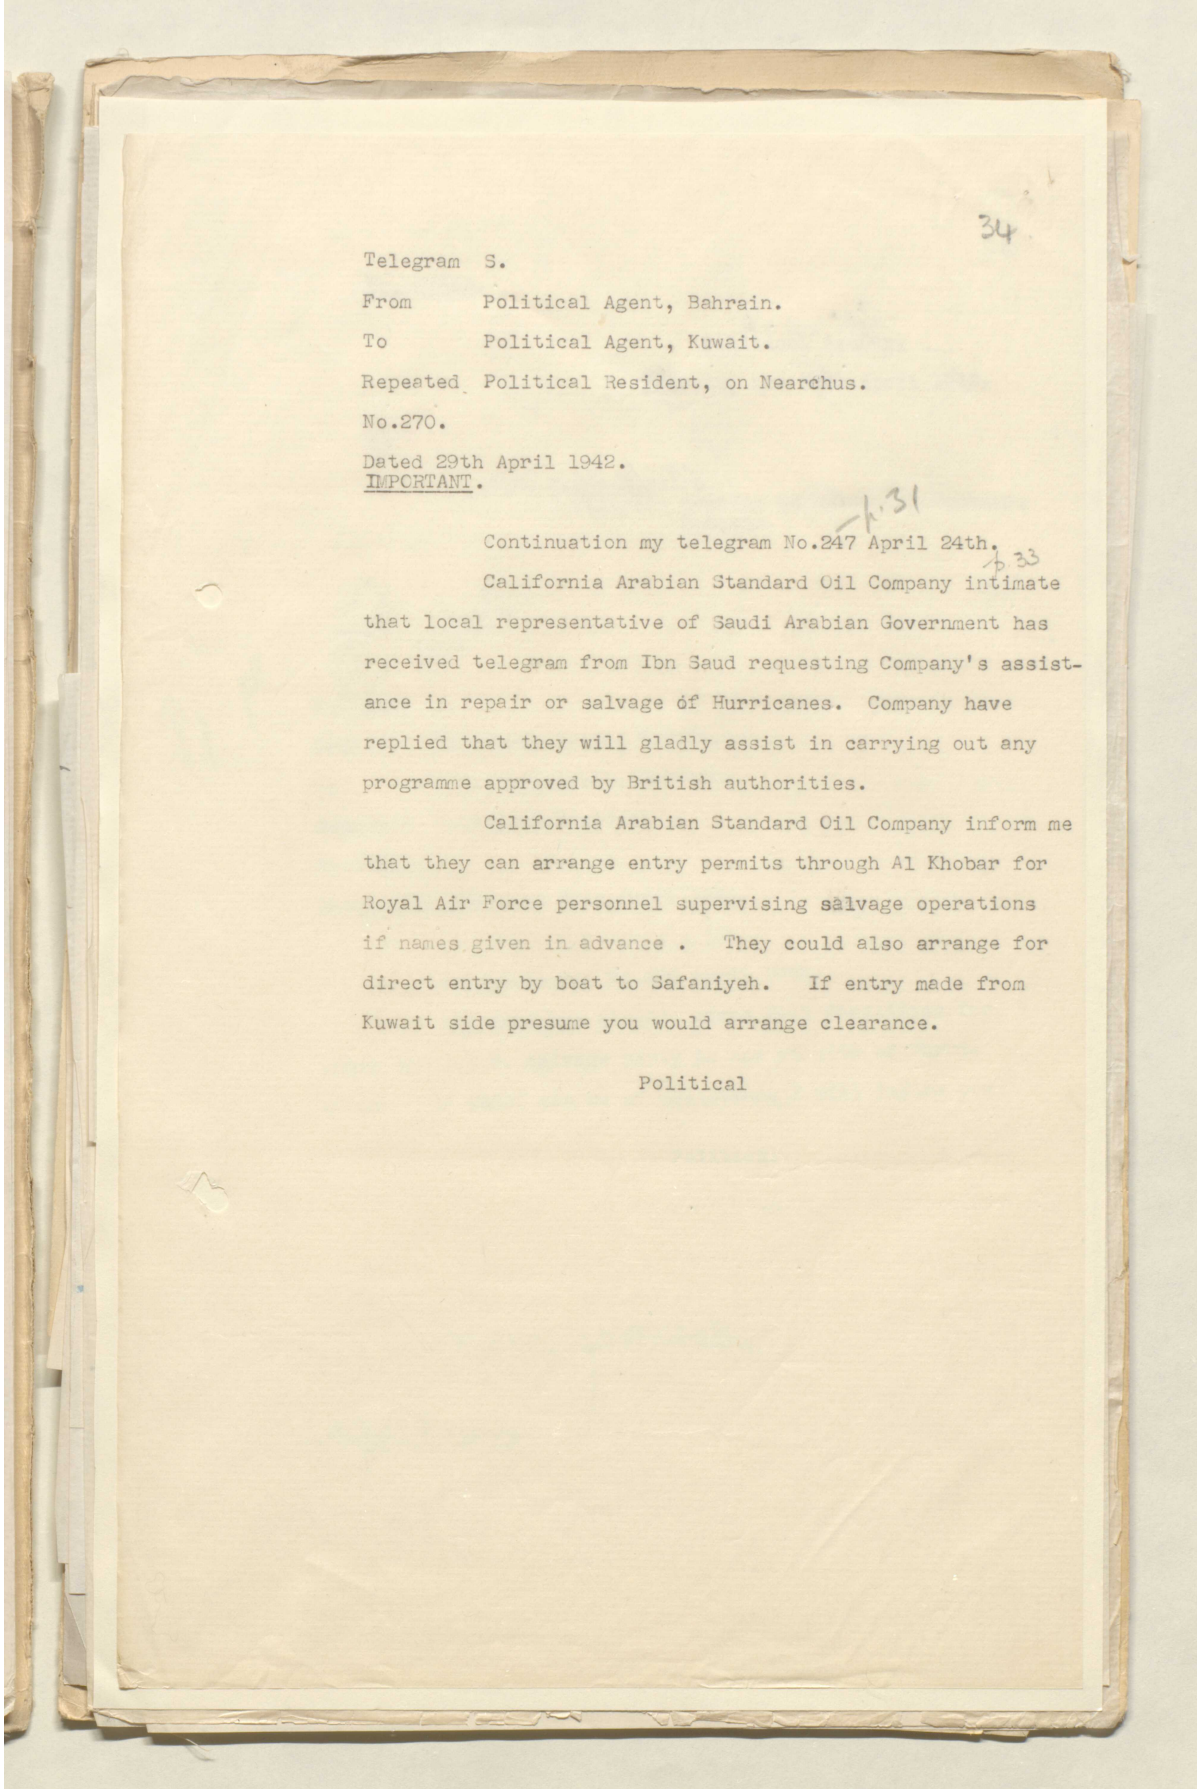 34
Telegram S.
From Political Agent, Bahrain.
To Political Agent, Kuwait.
Repeated Political Resident, on Nearchus.
No.270.
Dated 29th April 1942.
IMPORTANT.
p.31
Continuation my telegram No.247 April 24th.
p.33
California Arabian Standard Oil Company intimate
that local representative of Saudi Arabian Government has
received telegram from Ibn Saud requesting Company's assist-
ance in repair or salvage of Hurricanes. Company have
replied that they will gladly assist in carrying out any
programme approved by British authorities.
California Arabian Standard Oil Company inform me
that they can arrange entry permits through Al Khobar for
Royal Air Force personnel supervising salvage operations
if names given in advance . They could also arrange for
direct entry by boat to Safaniyeh. If entry made from
Kuwait side presume you would arrange clearance.
Political